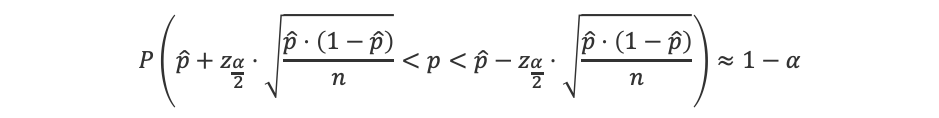 P(p̂ + z_{α/2} · √(p̂ · (1 − p̂) / n) < p < p̂ − z_{α/2} · √(p̂ · (1 − p̂) / n)) ≈ 1 − α